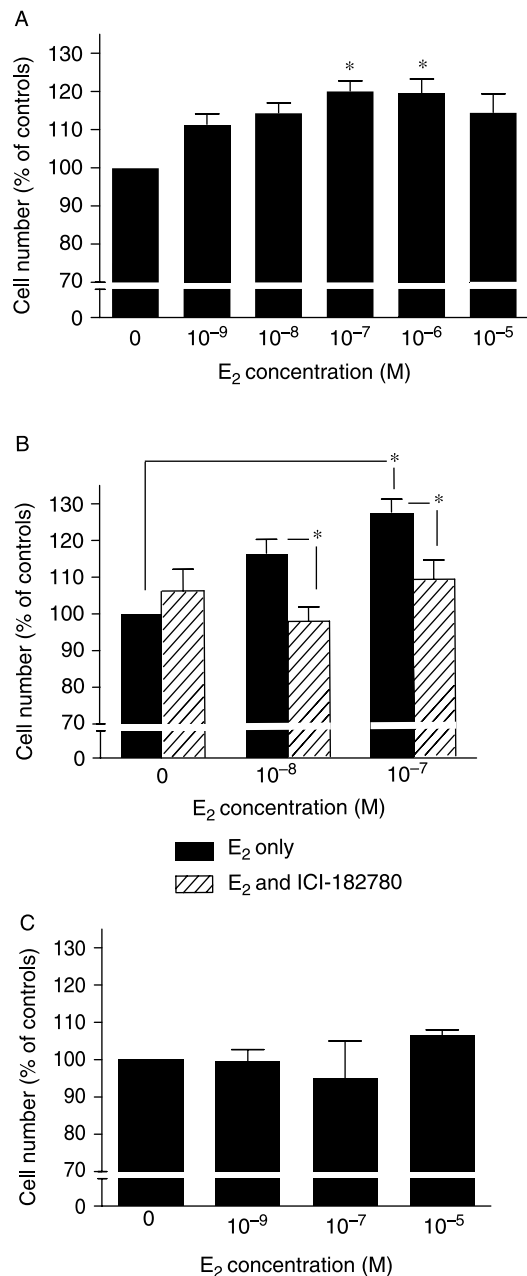 A
Cell number (% of controls)
130
120
110
100
90
80
70
0
* *
0 10⁻⁹ 10⁻⁸ 10⁻⁷ 10⁻⁶ 10⁻⁵
E₂ concentration (M)
B
Cell number (% of controls)
130
120
110
100
90
80
70
0
*
* *
0 10⁻⁸ 10⁻⁷
E₂ concentration (M)
E₂ only
E₂ and ICI-182780
C
Cell number (% of controls)
130
120
110
100
90
80
70
0
0 10⁻⁹ 10⁻⁷ 10⁻⁵
E₂ concentration (M)